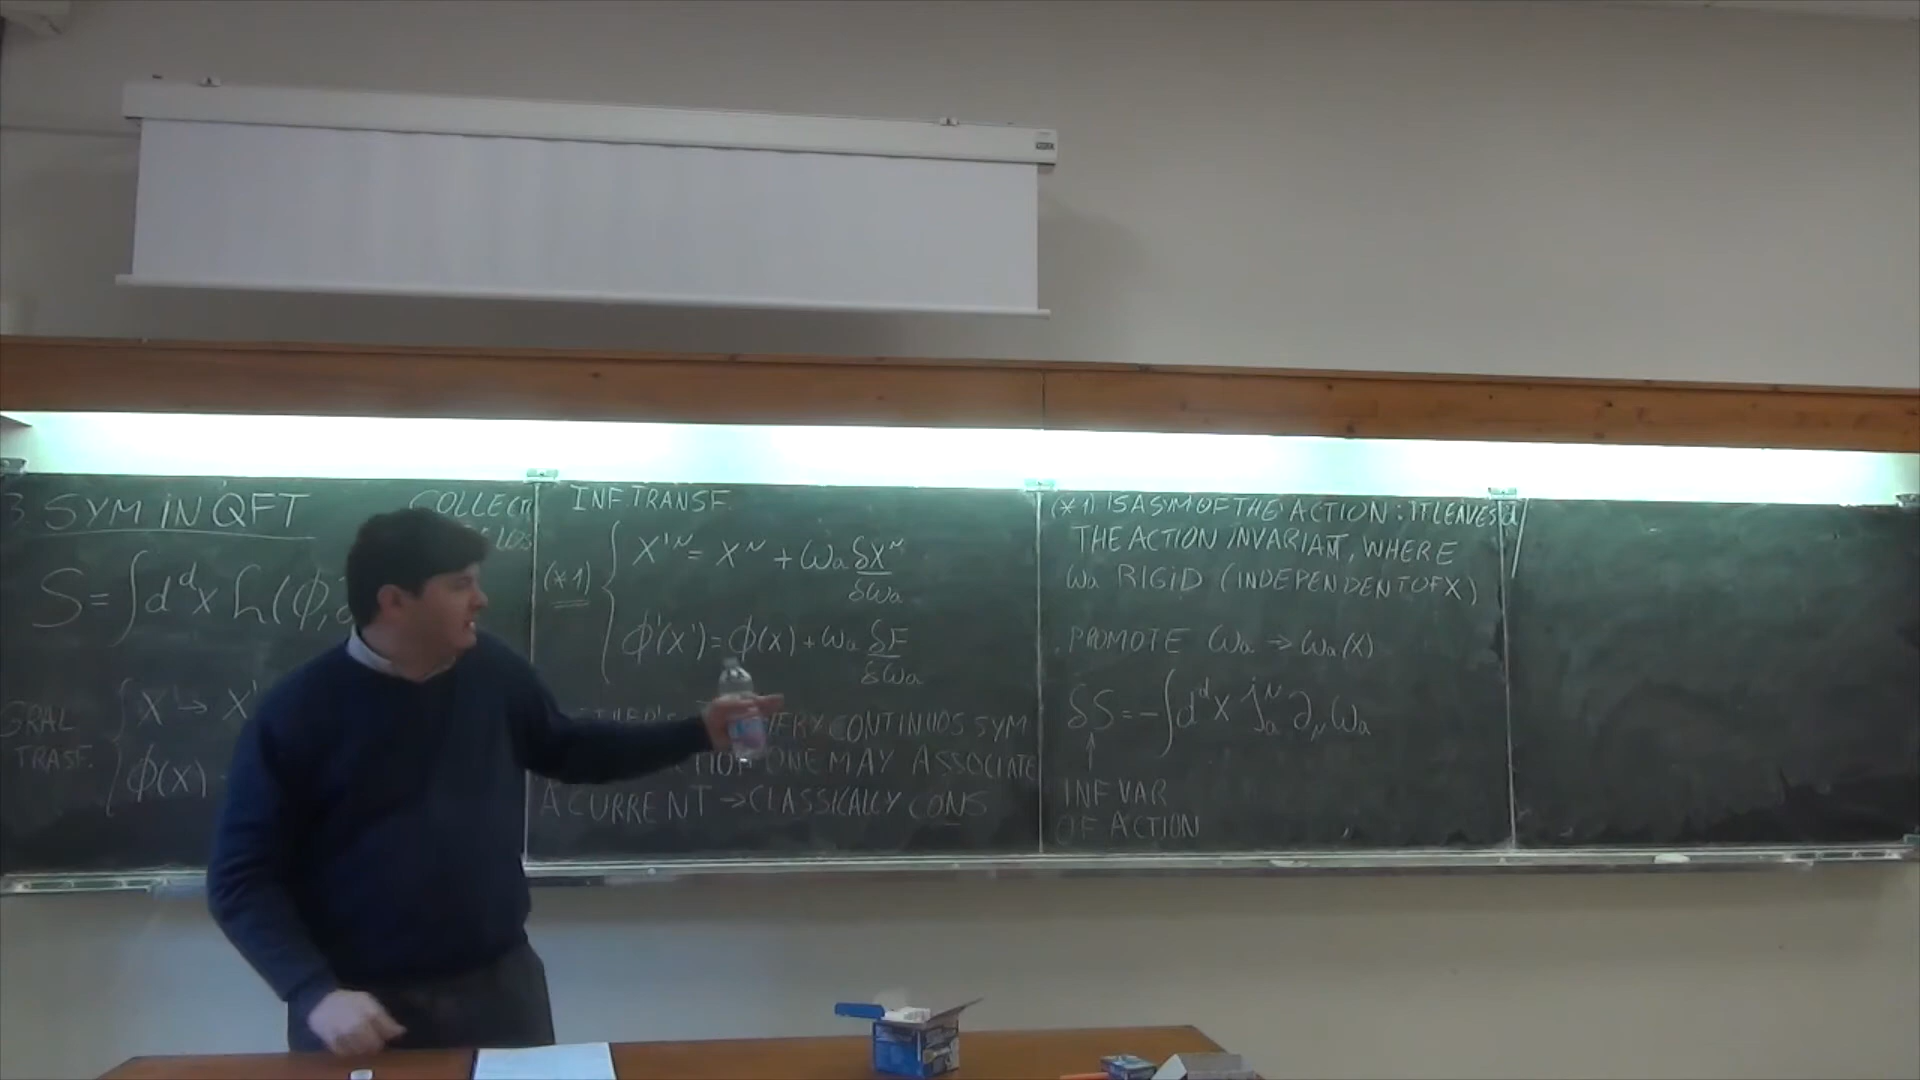 3. SYM IN QFT
COLLECT
S = ∫ d^d x L(φ,
GRAL
TRASF.
{ X → X'
φ(x)
INF. TRANSF.
(*1)
{ X'^μ = X^μ + ω_a δX^μ/δω_a
φ'(x') = φ(x) + ω_a δF/δω_a
VERY CONTINUOS SYM
ONE MAY ASSOCIATE
A CURRENT → CLASSICALLY CONS
(*1) IS A SYM OF THE ACTION : IT LEAVES
THE ACTION INVARIANT, WHERE
ω_a RIGID (INDEPENDENT OF X)
PROMOTE ω_a → ω_a(x)
δS = - ∫ d^d x j^μ_a ∂_μ ω_a
↑
INF VAR
OF ACTION